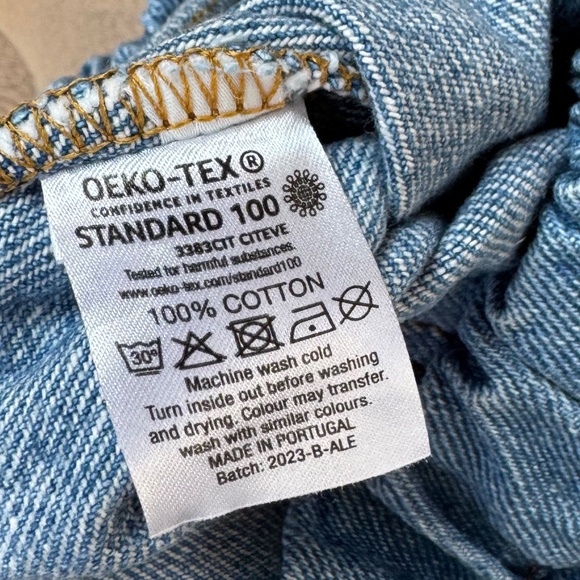 OEKO-TEX®
CONFIDENCE IN TEXTILES
STANDARD 100
3383CIT CITEVE
Tested for harmful substances.
www.oeko-tex.com/standard100
100% COTTON
30°
Machine wash cold
Turn inside out before washing
and drying. Colour may transfer.
wash with similar colours.
MADE IN PORTUGAL
Batch: 2023-B-ALE